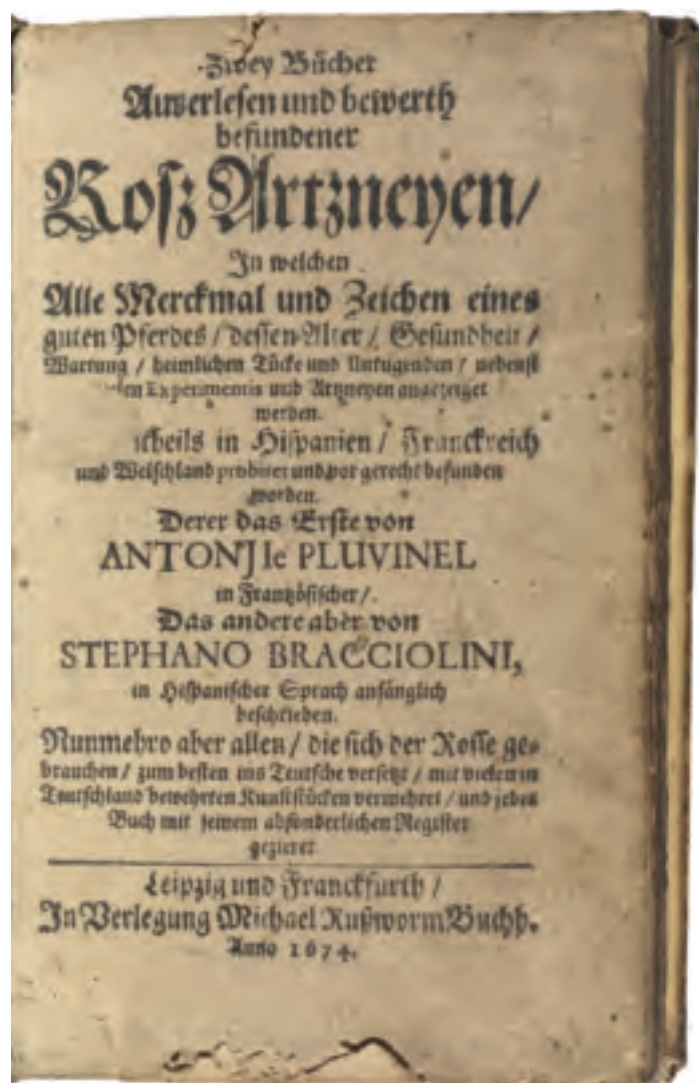 Zwey Bücher
Auserlesen und bewerth
befundener
Rosz Artzneyen/
In welchen
Alle Merckmal und Zeichen eines
guten Pferdes / dessen Alter / Gesundheit /
Wartung / heimlichen Tücke und Untugenden / nebenst
en Experimentis und Artzneyen angezeiget
werden.
theils in Hispanien / Franckreich
und Welschland probiret und vor gerecht befunden
worden.
Derer das Erste von
ANTONJ le PLUVINEL
in Frantzösischer /
Das andere aber von
STEPHANO BRACCIOLINI,
in Hispanischer Sprach anfänglich
beschrieben.
Nunmehro aber allen / die sich der Rosse ge-
brauchen / zum besten ins Teutsche versetzt / mit vielen in
Teutschland bewehrten Kunststücken vermehret / und jedes
Buch mit seinem absonderlichen Register
gezieret
Leipzig und Franckfurth /
In Verlegung Michael Rußworm Buchh.
Anno 1674.